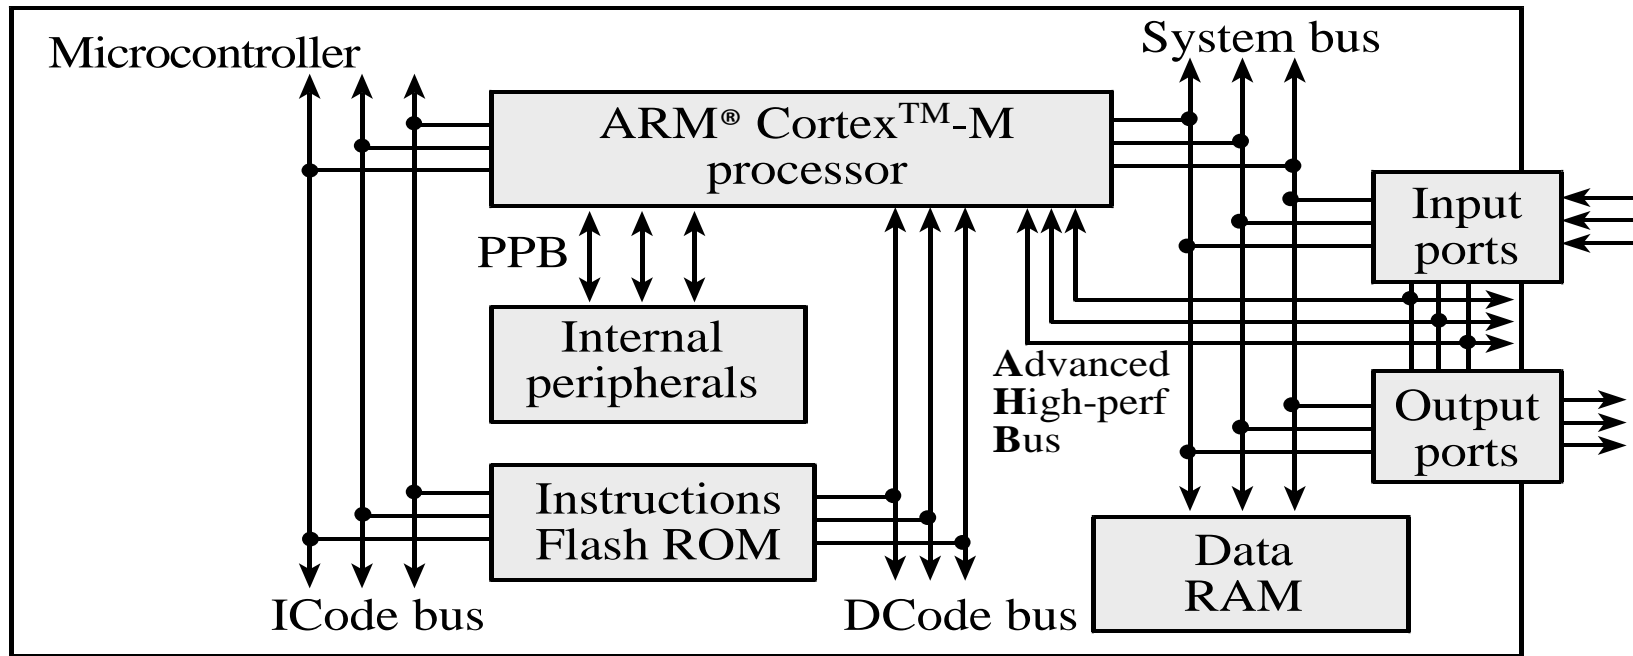 Microcontroller
System bus
ARM® Cortex™-M
processor
Input
ports
PPB
Internal
peripherals
Advanced
High-perf
Bus
Output
ports
Instructions
Flash ROM
Data
RAM
ICode bus
DCode bus